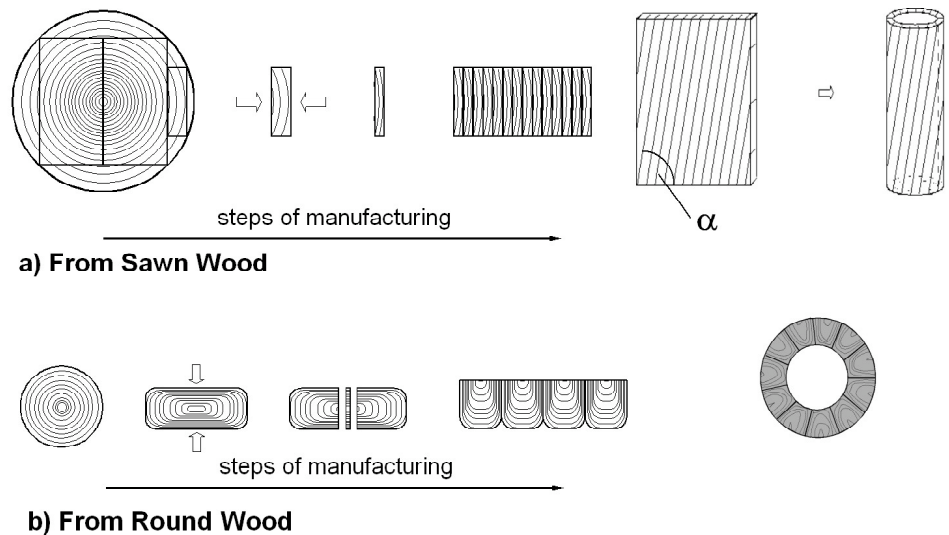 α
steps of manufacturing
a) From Sawn Wood
steps of manufacturing
b) From Round Wood